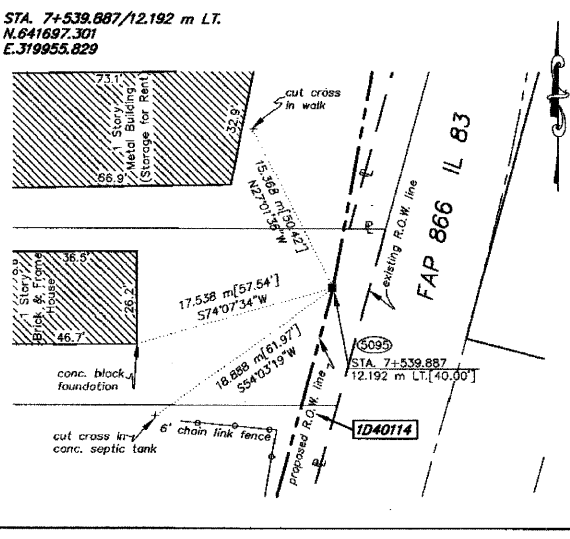 STA. 7+539.887/12.192 m LT.
N.641697.301
E.319955.829
73.1'
1 Story
Metal Building
(Storage for Rent)
32.9'
56.9'
cut cross
in walk
15.368 m[50.42']
N27°01'36"W
FAP 866 IL 83
existing R.O.W. line
36.5'
1 Story
Brick & Frame
House
26.2'
46.7'
17.538 m[57.54']
S74°07'34"W
18.888 m[61.97']
S54°03'19"W
conc. block
foundation
5095
STA. 7+539.887
12.192 m LT.[40.00']
1D40114
proposed R.O.W. line
6' chain link fence
cut cross in
conc. septic tank